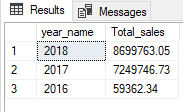 Results Messages
year_name Total_sales
1 2018 8699763.05
2 2017 7249746.73
3 2016 59362.34